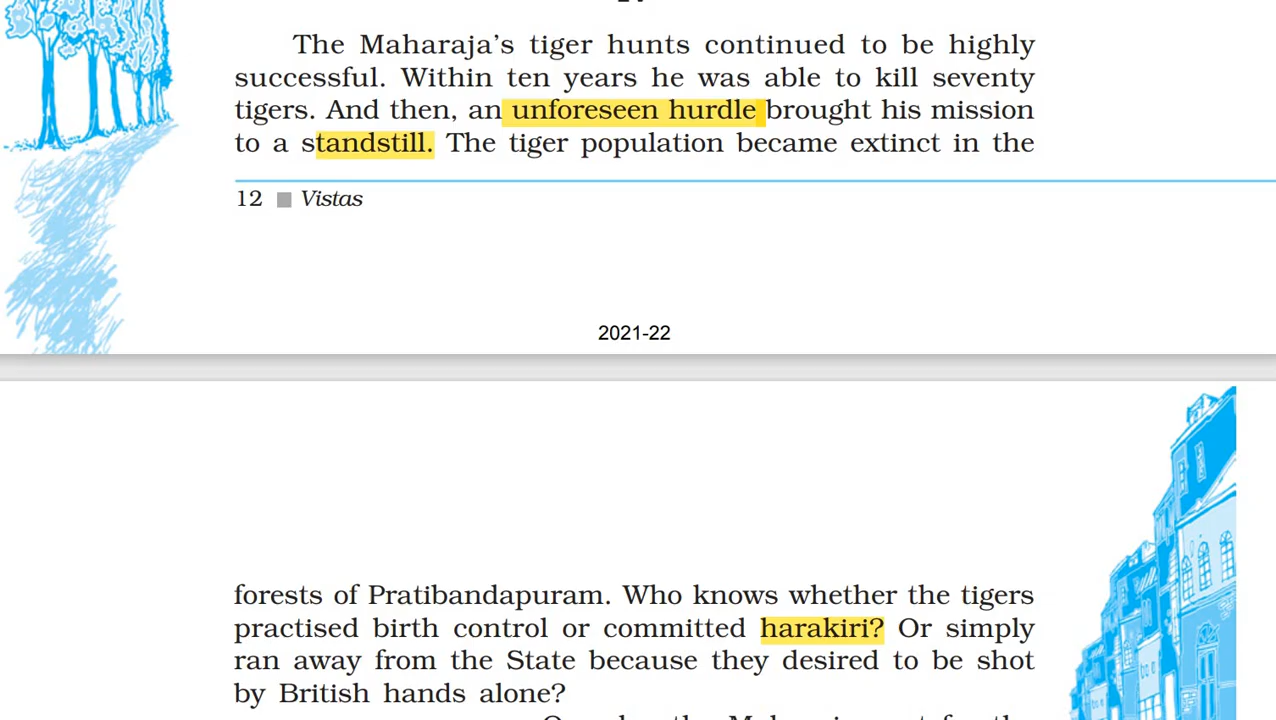 The Maharaja's tiger hunts continued to be highly
successful. Within ten years he was able to kill seventy
tigers. And then, an unforeseen hurdle brought his mission
to a standstill. The tiger population became extinct in the
12 ■ Vistas
2021-22
forests of Pratibandapuram. Who knows whether the tigers
practised birth control or committed harakiri? Or simply
ran away from the State because they desired to be shot
by British hands alone?